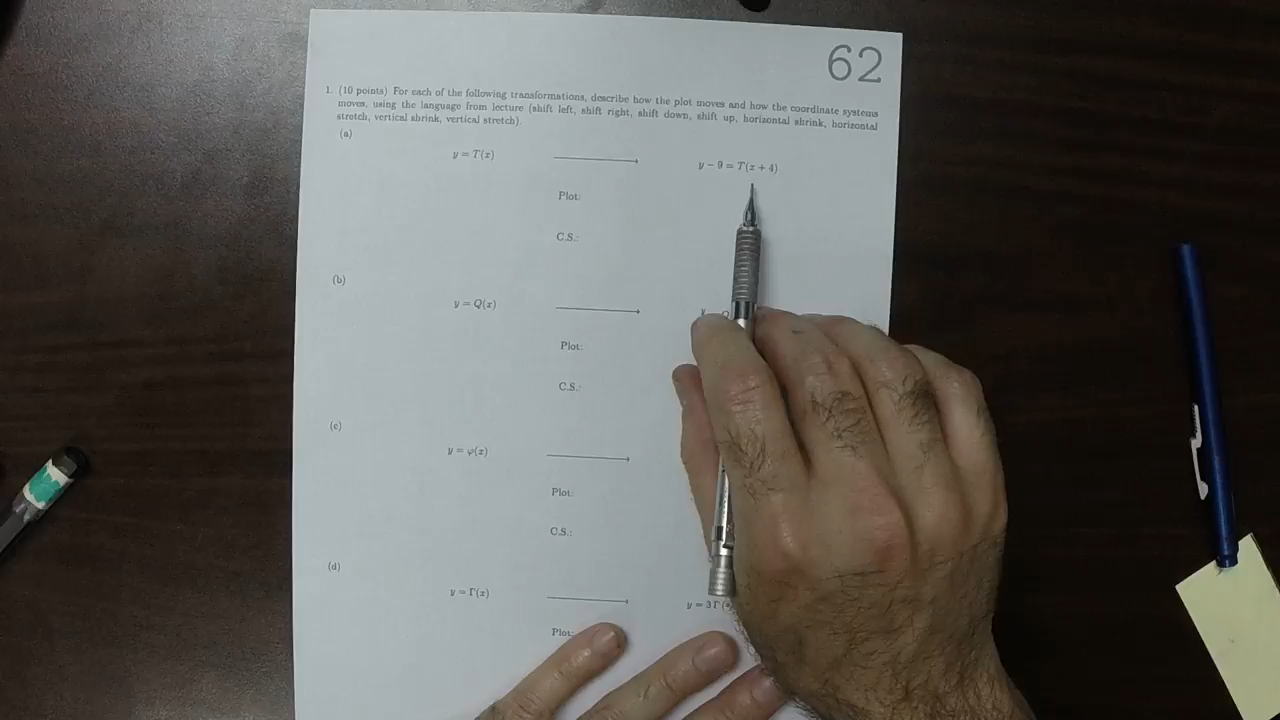 62
1. (10 points) For each of the following transformations, describe how the plot moves and how the coordinate systems
moves, using the language from lecture (shift left, shift right, shift down, shift up, horizontal shrink, horizontal
stretch, vertical shrink, vertical stretch).
(a)
y = T(x) y − 9 = T(x + 4)
Plot:
C.S.:
(b)
y = Q(x) y
Plot:
C.S.:
(c)
y = φ(x)
Plot:
C.S.:
(d)
y = Γ(x) y = 3 Γ(
Plot: